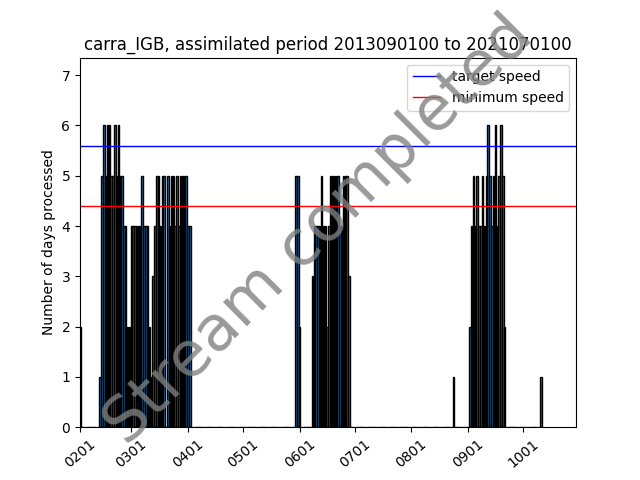 carra_IGB, assimilated period 2013090100 to 2021070100
target speed
minimum speed
Number of days processed
7
6
5
4
3
2
1
0
0201 0301 0401 0501 0601 0701 0801 0901 1001
Stream completed